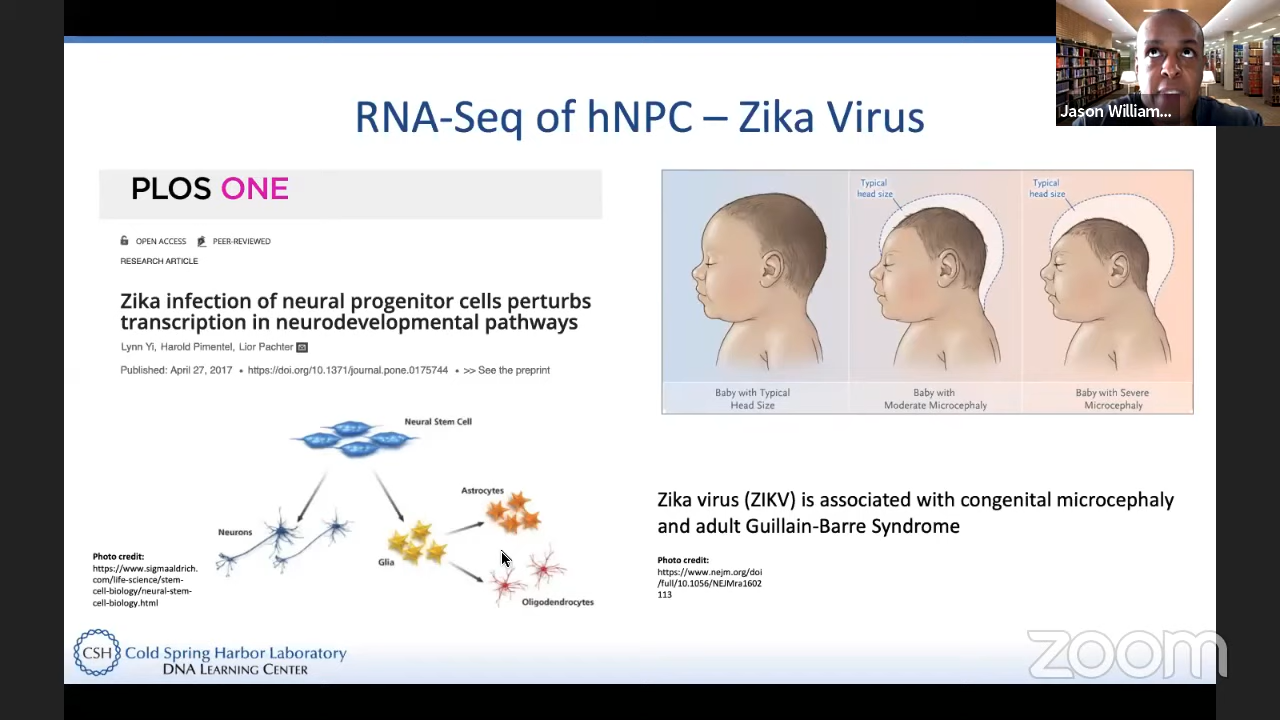 Jason William...
RNA-Seq of hNPC – Zika Virus
PLOS ONE
OPEN ACCESS PEER-REVIEWED
RESEARCH ARTICLE
Zika infection of neural progenitor cells perturbs
transcription in neurodevelopmental pathways
Lynn Yi, Harold Pimentel, Lior Pachter
Published: April 27, 2017 • https://doi.org/10.1371/journal.pone.0175744 • >> See the preprint
Neural Stem Cell
Astrocytes
Neurons
Glia
Oligodendrocytes
Photo credit:
https://www.sigmaaldrich.
com/life-science/stem-
cell-biology/neural-stem-
cell-biology.html
Typical
head size
Typical
head size
Baby with Typical
Head Size
Baby with
Moderate Microcephaly
Baby with Severe
Microcephaly
Zika virus (ZIKV) is associated with congenital microcephaly
and adult Guillain-Barre Syndrome
Photo credit:
https://www.nejm.org/doi
/full/10.1056/NEJMra1602
113
CSH Cold Spring Harbor Laboratory
DNA LEARNING CENTER
zoom